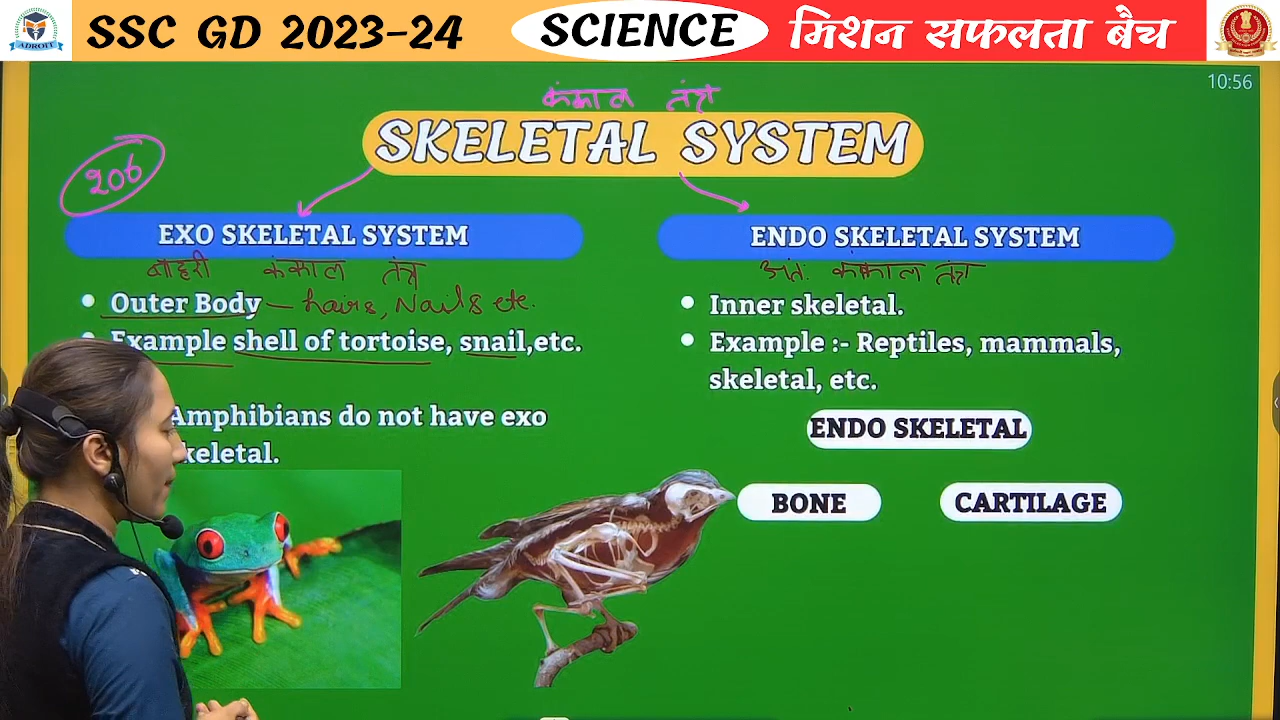 ADROIT
SSC GD 2023-24
SCIENCE
मिशन सफलता बैच
10:56
कंकाल तंत्र
SKELETAL SYSTEM
206
EXO SKELETAL SYSTEM
बाहरी कंकाल तंत्र
Outer Body — hairs, Nails etc.
Example shell of tortoise, snail,etc.
Amphibians do not have exo
keletal.
ENDO SKELETAL SYSTEM
अंत: कंकाल तंत्र
Inner skeletal.
Example :- Reptiles, mammals,
skeletal, etc.
ENDO SKELETAL
BONE
CARTILAGE